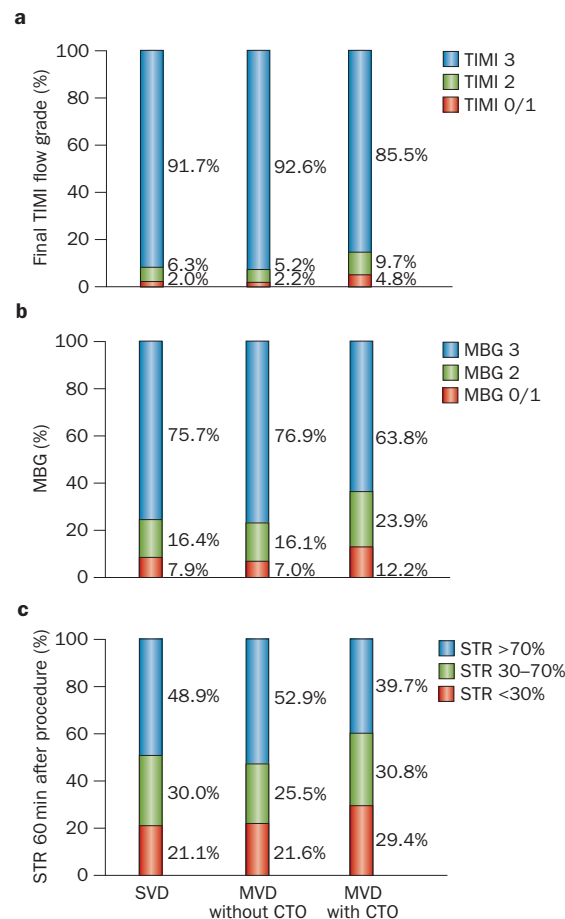 a
100
80
60
40
20
0
Final TIMI flow grade (%)
TIMI 3
TIMI 2
TIMI 0/1
91.7%
92.6%
85.5%
6.3%
5.2%
9.7%
2.0%
2.2%
4.8%
b
100
80
60
40
20
0
MBG (%)
MBG 3
MBG 2
MBG 0/1
75.7%
76.9%
63.8%
16.4%
16.1%
23.9%
7.9%
7.0%
12.2%
c
100
80
60
40
20
0
STR 60 min after procedure (%)
STR >70%
STR 30–70%
STR <30%
48.9%
52.9%
39.7%
30.0%
25.5%
30.8%
21.1%
21.6%
29.4%
SVD
MVD
without CTO
MVD
with CTO